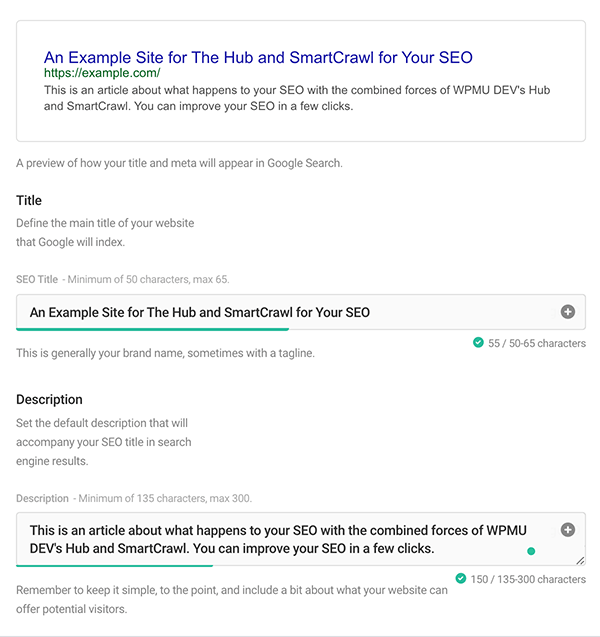 An Example Site for The Hub and SmartCrawl for Your SEO
https://example.com/
This is an article about what happens to your SEO with the combined forces of WPMU DEV's Hub
and SmartCrawl. You can improve your SEO in a few clicks.
A preview of how your title and meta will appear in Google Search.
Title
Define the main title of your website
that Google will index.
SEO Title - Minimum of 50 characters, max 65.
An Example Site for The Hub and SmartCrawl for Your SEO
55 / 50-65 characters
This is generally your brand name, sometimes with a tagline.
Description
Set the default description that will
accompany your SEO title in search
engine results.
Description - Minimum of 135 characters, max 300.
This is an article about what happens to your SEO with the combined forces of WPMU
DEV's Hub and SmartCrawl. You can improve your SEO in a few clicks.
150 / 135-300 characters
Remember to keep it simple, to the point, and include a bit about what your website can
offer potential visitors.